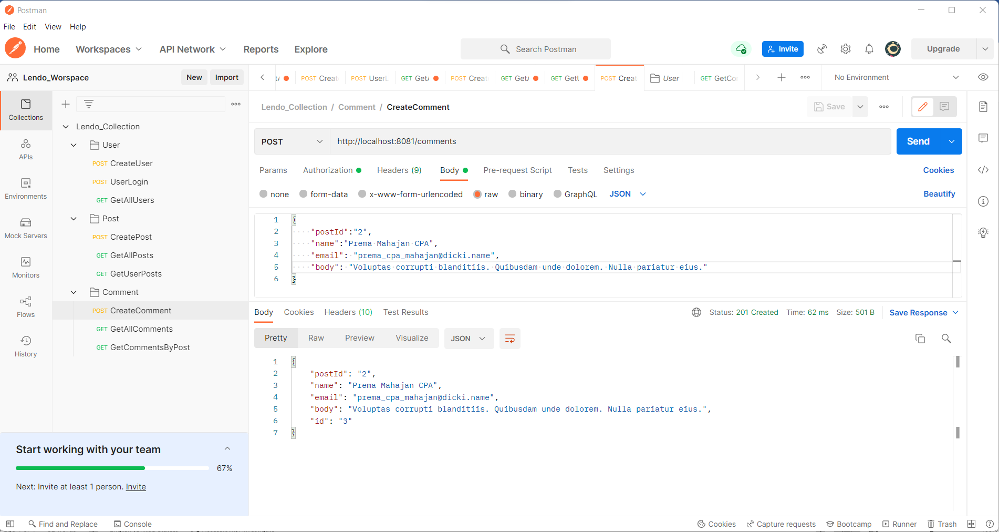 Postman
File Edit View Help
Home Workspaces API Network Reports Explore
Search Postman
Invite
Upgrade
Lendo_Worspace
New Import
POST Creat
POST UserL
GET GetA
POST Creat
GET GetA
GET GetU
POST Creat
User
GET GetCo
No Environment
Collections
APIs
Environments
Mock Servers
Monitors
Flows
History
Lendo_Collection
User
POST CreateUser
POST UserLogin
GET GetAllUsers
Post
POST CreatePost
GET GetAllPosts
GET GetUserPosts
Comment
POST CreateComment
GET GetAllComments
GET GetCommentsByPost
Start working with your team
67%
Next: Invite at least 1 person. Invite
Lendo_Collection / Comment / CreateComment
Save
POST http://localhost:8081/comments
Send
Params Authorization Headers (9) Body Pre-request Script Tests Settings Cookies
none form-data x-www-form-urlencoded raw binary GraphQL JSON Beautify
1 {
2 "postId":"2",
3 "name":"Prema Mahajan CPA",
4 "email": "prema_cpa_mahajan@dicki.name",
5 "body": "Voluptas corrupti blanditiis. Quibusdam unde dolorem. Nulla pariatur eius."
6 }
Body Cookies Headers (10) Test Results
Status: 201 Created Time: 62 ms Size: 501 B Save Response
Pretty Raw Preview Visualize JSON
1 {
2 "postId": "2",
3 "name": "Prema Mahajan CPA",
4 "email": "prema_cpa_mahajan@dicki.name",
5 "body": "Voluptas corrupti blanditiis. Quibusdam unde dolorem. Nulla pariatur eius.",
6 "id": "3"
7 }
Find and Replace Console
Cookies Capture requests Bootcamp Runner Trash